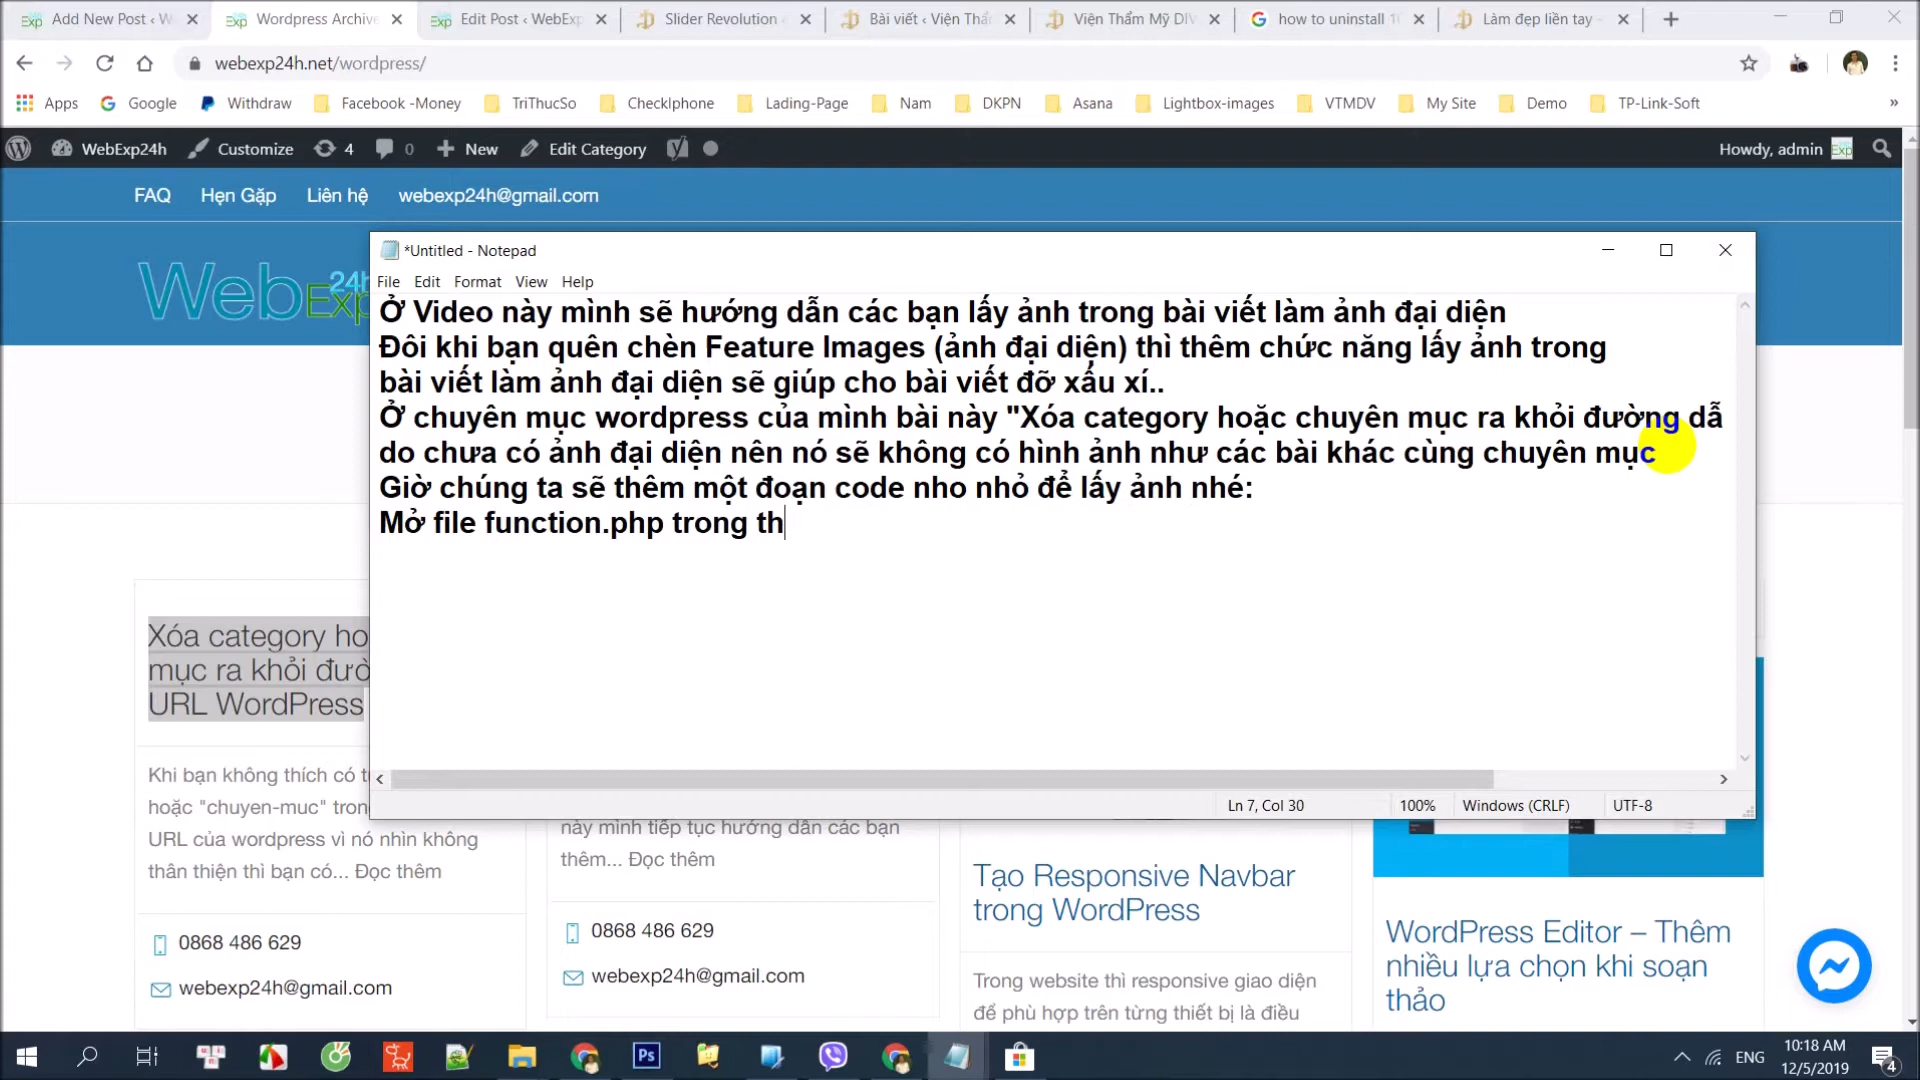 Add New Post ‹ W
Wordpress Archive
Edit Post ‹ WebExp
Slider Revolution
Bài viết ‹ Viện Thẩ
Viện Thẩm Mỹ DIV
how to uninstall
Làm đẹp liền tay
webexp24h.net/wordpress/
Apps
Google
Withdraw
Facebook -Money
TriThucSo
CheckIphone
Lading-Page
Nam
DKPN
Asana
Lightbox-images
VTMDV
My Site
Demo
TP-Link-Soft
WebExp24h
Customize
4
0
New
Edit Category
Howdy, admin
FAQ
Hẹn Gặp
Liên hệ
webexp24h@gmail.com
Web 24h
Exp
*Untitled - Notepad
File Edit Format View Help
Ở Video này mình sẽ hướng dẫn các bạn lấy ảnh trong bài viết làm ảnh đại diện
Đôi khi bạn quên chèn Feature Images (ảnh đại diện) thì thêm chức năng lấy ảnh trong
bài viết làm ảnh đại diện sẽ giúp cho bài viết đỡ xấu xí..
Ở chuyên mục wordpress của mình bài này "Xóa category hoặc chuyên mục ra khỏi đường dẫ
do chưa có ảnh đại diện nên nó sẽ không có hình ảnh như các bài khác cùng chuyên mục
Giờ chúng ta sẽ thêm một đoạn code nho nhỏ để lấy ảnh nhé:
Mở file function.php trong th
Ln 7, Col 30
100%
Windows (CRLF)
UTF-8
Xóa category ho
mục ra khỏi đườ
URL WordPress
Khi bạn không thích có t
hoặc "chuyen-muc" tron
URL của wordpress vì nó nhìn không
thân thiện thì bạn có... Đọc thêm
0868 486 629
webexp24h@gmail.com
này mình tiếp tục hướng dẫn các bạn
thêm... Đọc thêm
0868 486 629
webexp24h@gmail.com
Tạo Responsive Navbar
trong WordPress
Trong website thì responsive giao diện
để phù hợp trên từng thiết bị là điều
WordPress Editor – Thêm
nhiều lựa chọn khi soạn
thảo
Ps
ENG
10:18 AM
12/5/2019
4